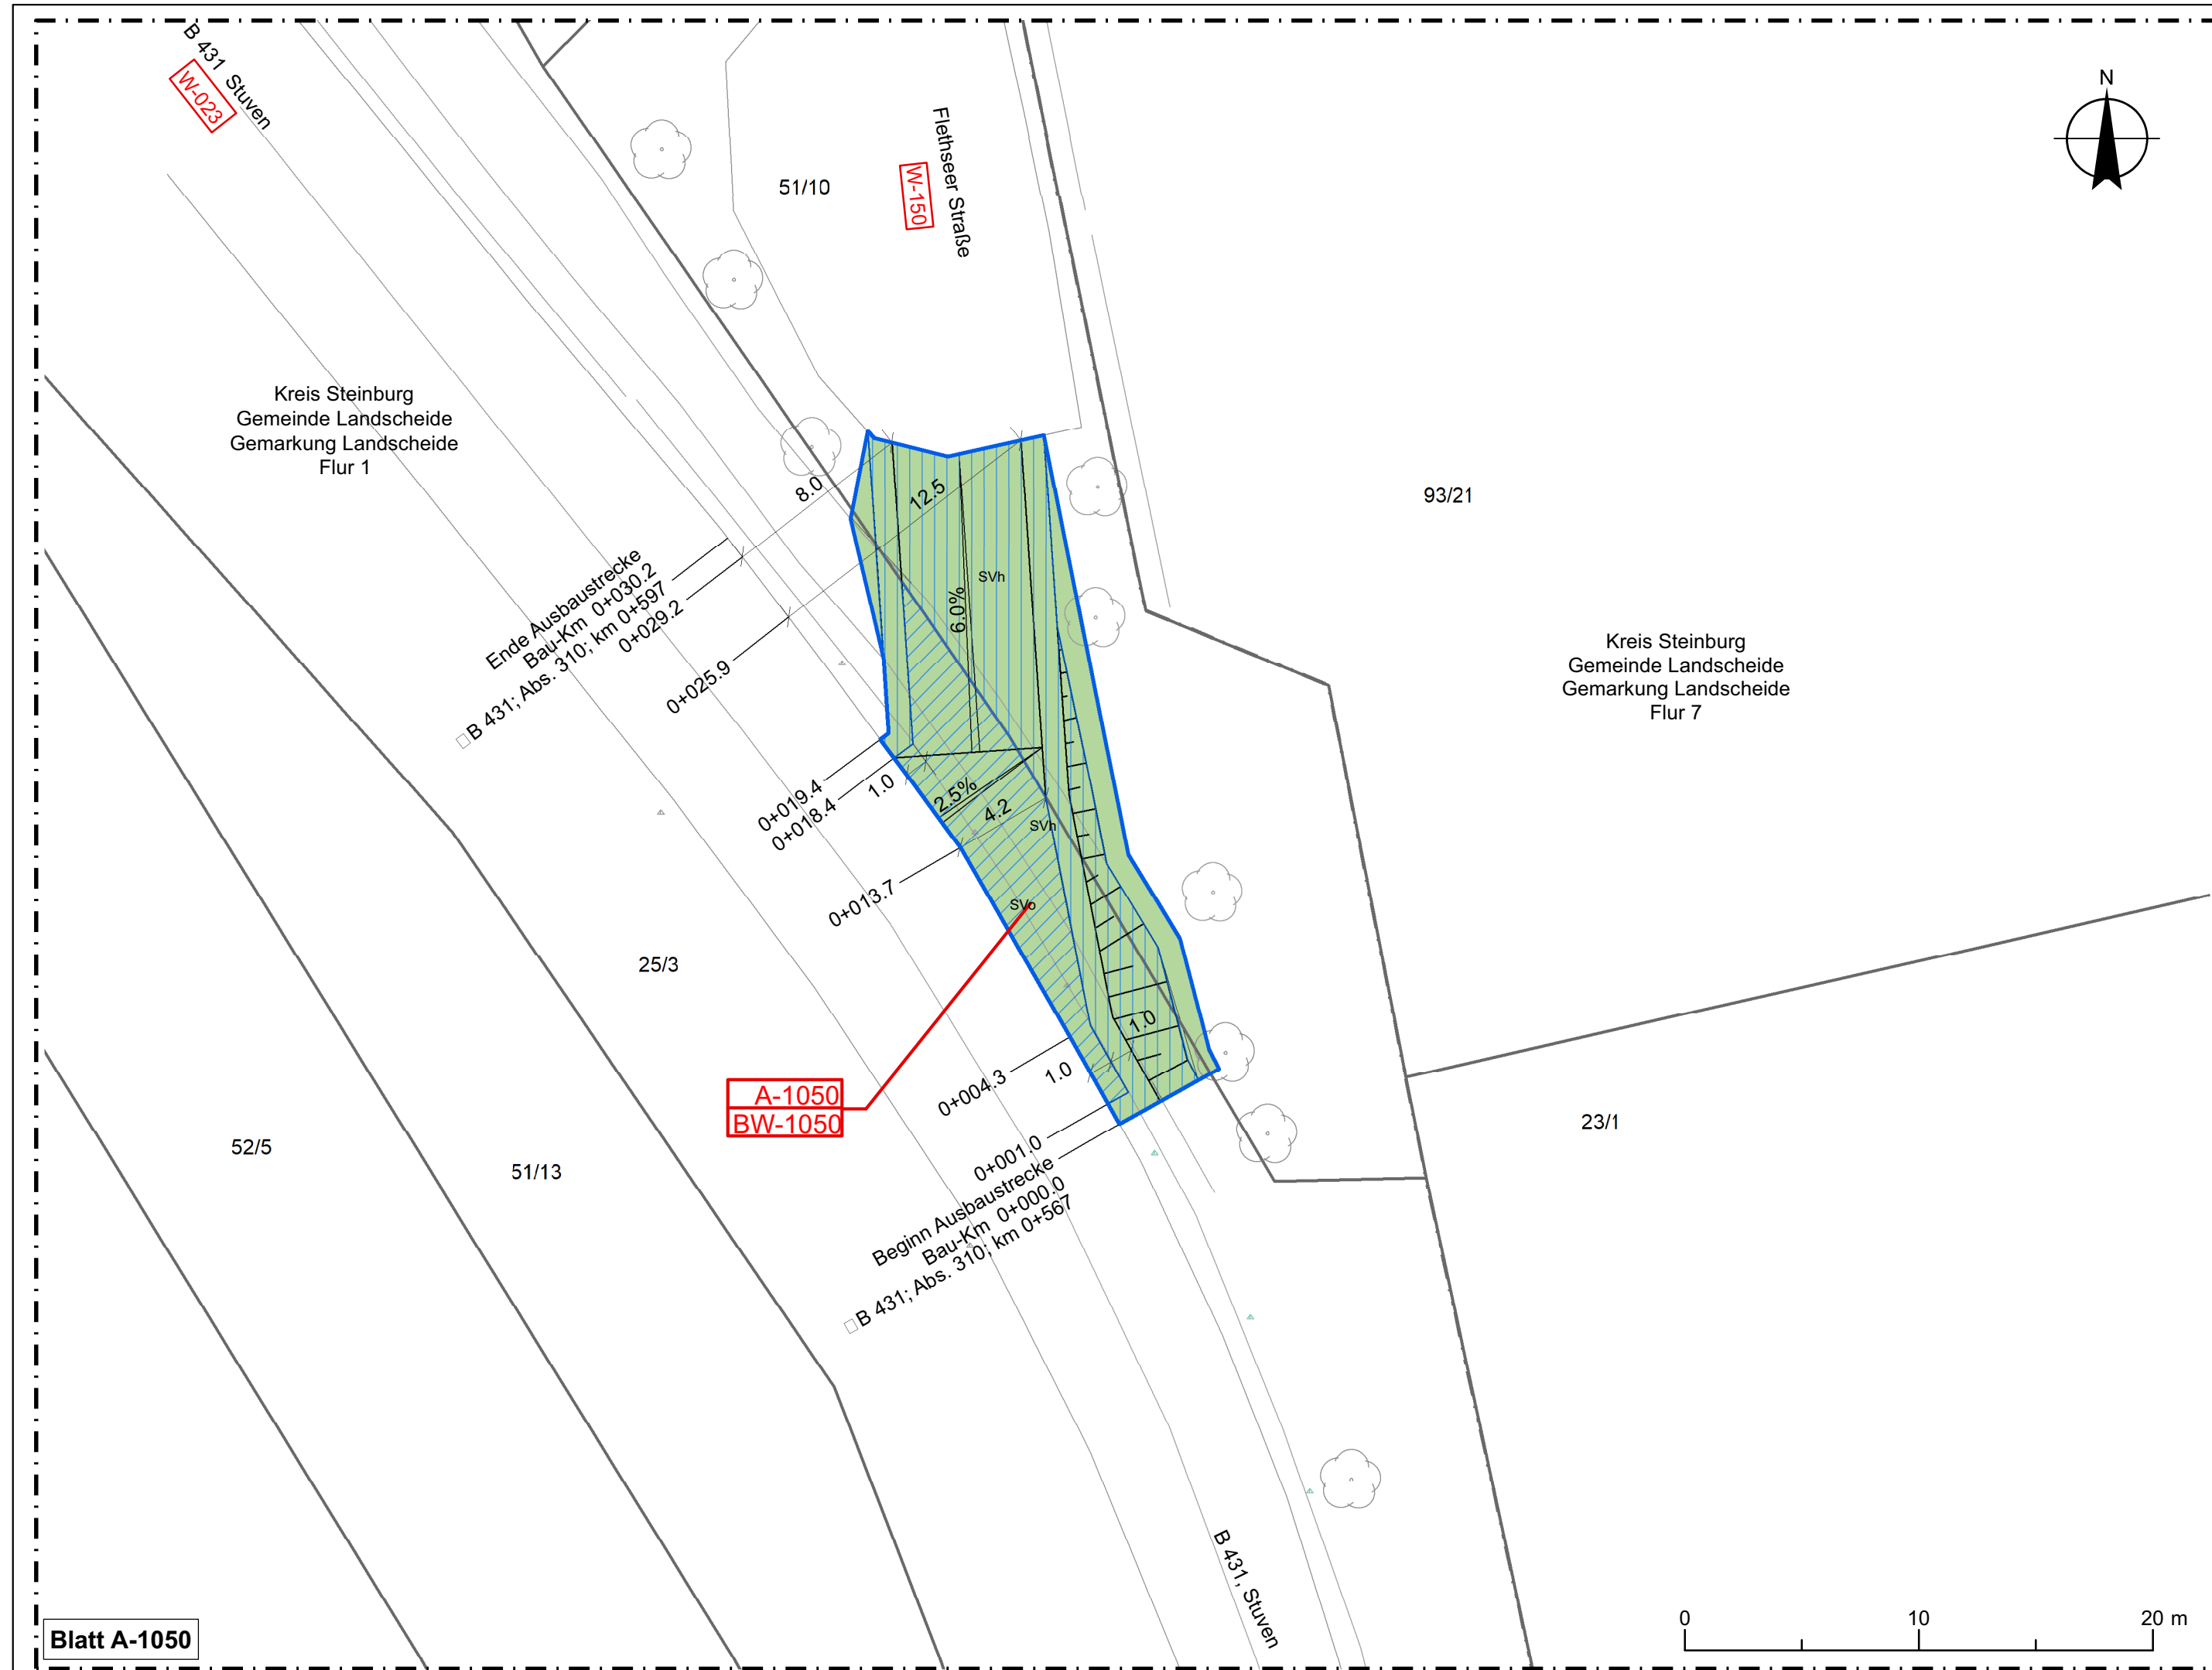 B 431 Stuven
W-023
Flethseer Straße
W-150
51/10
N
Kreis Steinburg
Gemeinde Landscheide
Gemarkung Landscheide
Flur 1
93/21
8.0
12.5
SVh
6.0%
Ende Ausbaustrecke
Bau-Km 0+030.2
B 431; Abs. 310; km 0+597
0+029.2
0+025.9
Kreis Steinburg
Gemeinde Landscheide
Gemarkung Landscheide
Flur 7
0+019.4
0+018.4
1.0
2.5%
4.2
SVh
0+013.7
SVo
25/3
1.0
1.0
0+004.3
A-1050
BW-1050
52/5
51/13
23/1
0+001.0
Beginn Ausbaustrecke
Bau-Km 0+000.0
B 431; Abs. 310; km 0+567
B 431, Stuven
Blatt A-1050
0 10 20 m